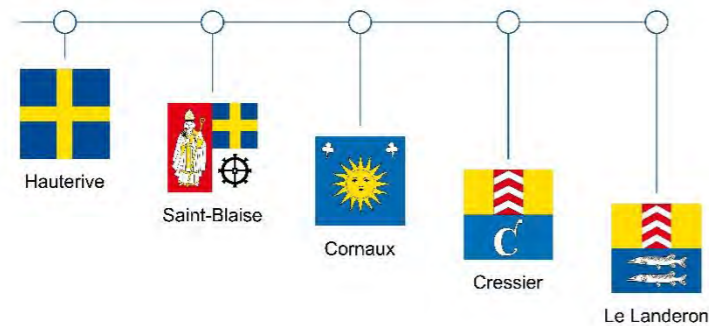 Hauterive
Saint-Blaise
Cornaux
C
Cressier
Le Landeron